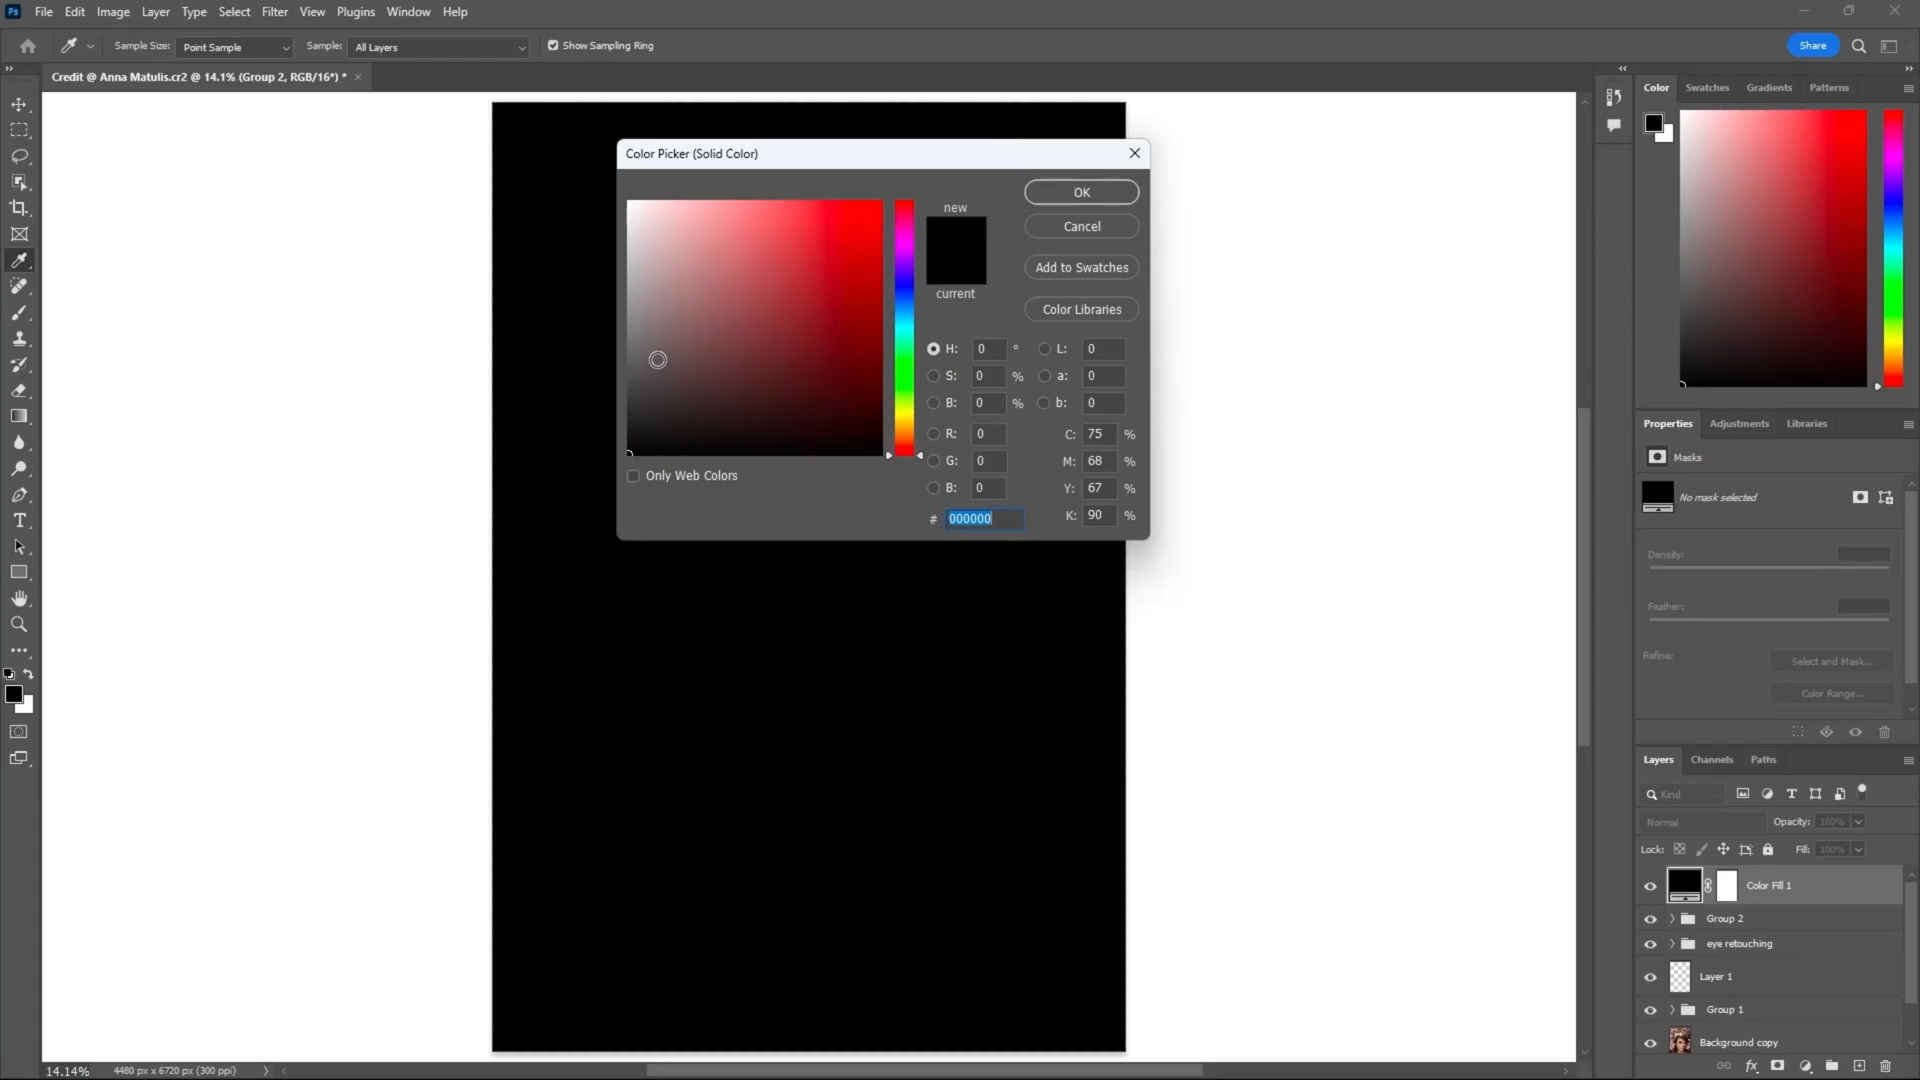 Ps File Edit Image Layer Type Select Filter View Plugins Window Help
Sample Size: Point Sample Sample: All Layers Show Sampling Ring Share
Credit @ Anna Matulis.cr2 @ 14.1% (Group 2, RGB/16*) *
Color Swatches Gradients Patterns
Color Picker (Solid Color)
OK
new
Cancel
Add to Swatches
current
Color Libraries
H: 0 ° L: 0
S: 0 % a: 0
B: 0 % b: 0
R: 0 C: 75 %
G: 0 M: 68 %
B: 0 Y: 67 %
# 000000 K: 90 %
Only Web Colors
Properties Adjustments Libraries
Masks
No mask selected
Density:
Feather:
Refine: Select and Mask...
Color Range...
Layers Channels Paths
Kind
Normal Opacity: 100%
Lock: Fill: 100%
Color Fill 1
Group 2
eye retouching
Layer 1
Group 1
Background copy
14.14% 4480 px x 6720 px (300 ppi)